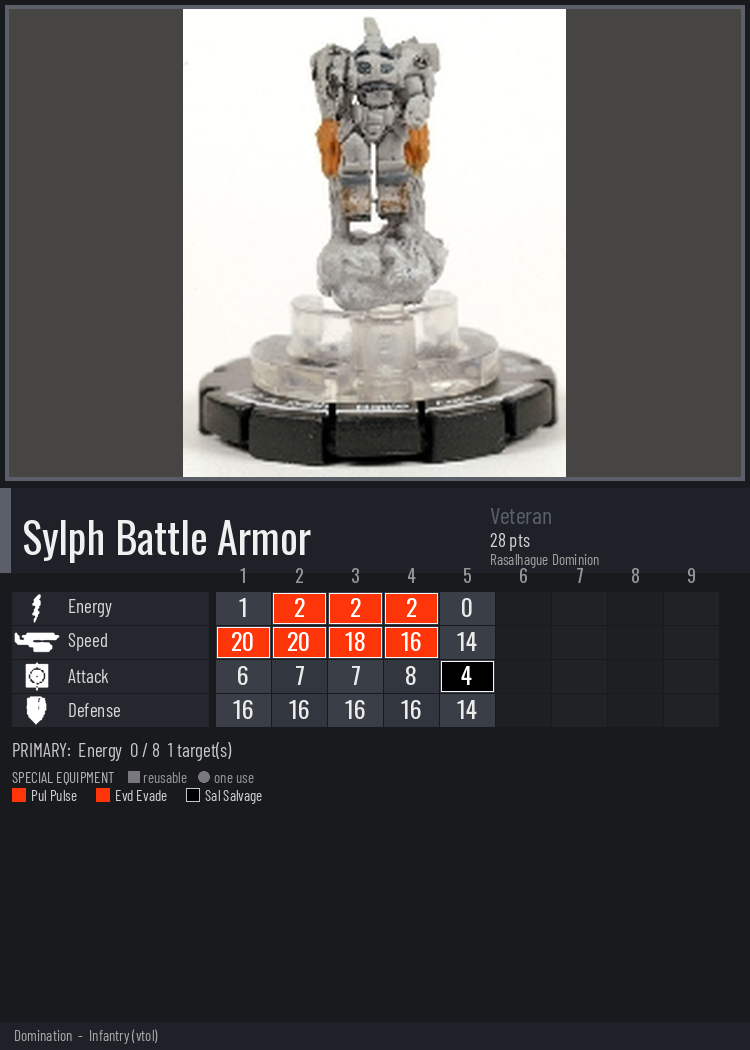 Sylph Battle Armor
Veteran
28 pts
Rasalhague Dominion
1 2 3 4 5 6 7 8 9
Energy 1 2 2 2 0
Speed 20 20 18 16 14
Attack 6 7 7 8 4
Defense 16 16 16 16 14
PRIMARY: Energy 0 / 8 1 target(s)
SPECIAL EQUIPMENT reusable one use
Pul Pulse Evd Evade Sal Salvage
Domination - Infantry (vtol)